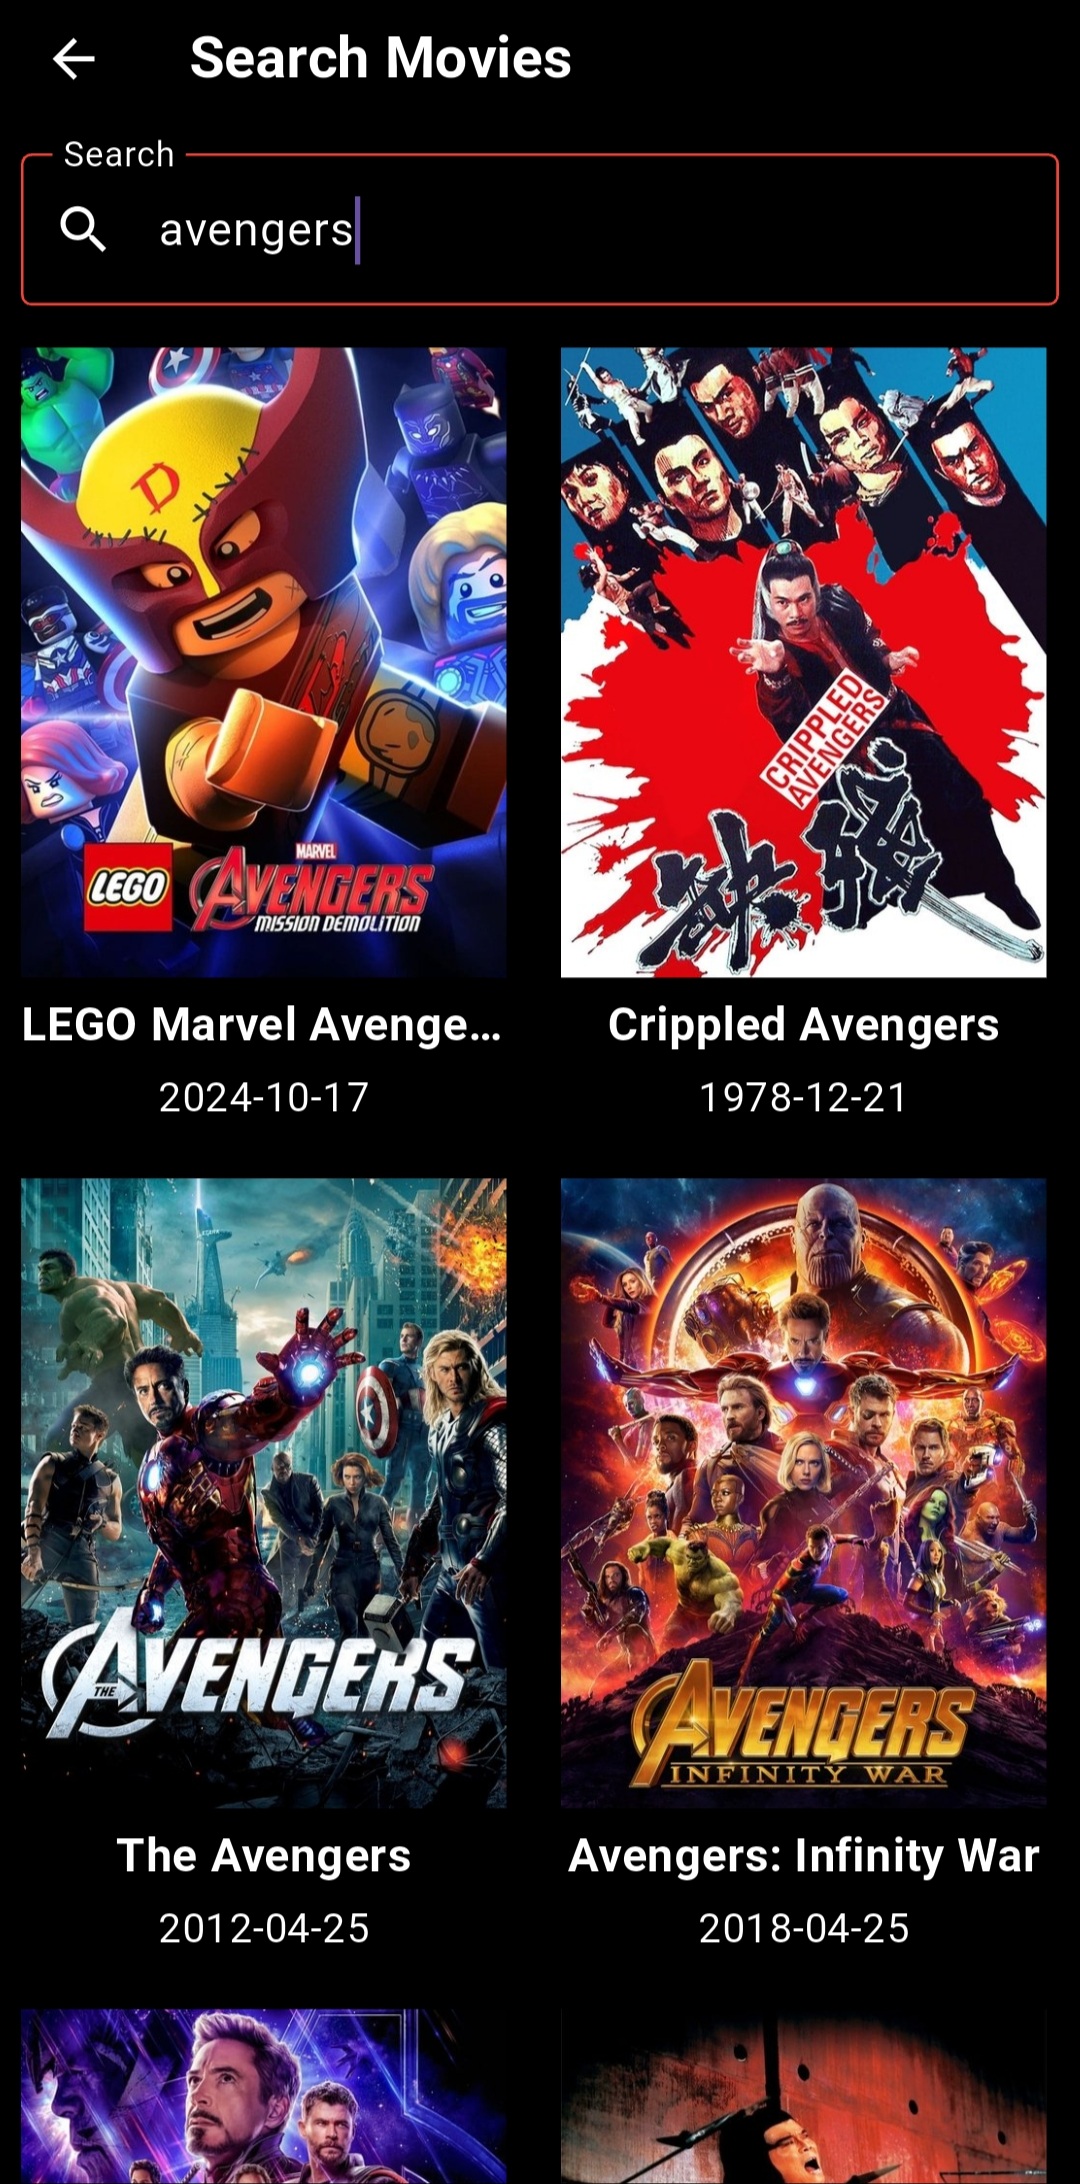 Search Movies
Search
avengers
D
LEGO
MARVEL
AVENGERS
MISSION DEMOLITION
CRIPPLED
AVENGERS
残缺
LEGO Marvel Avenge...
2024-10-17
Crippled Avengers
1978-12-21
THE AVENGERS
AVENGERS
INFINITY WAR
The Avengers
2012-04-25
Avengers: Infinity War
2018-04-25